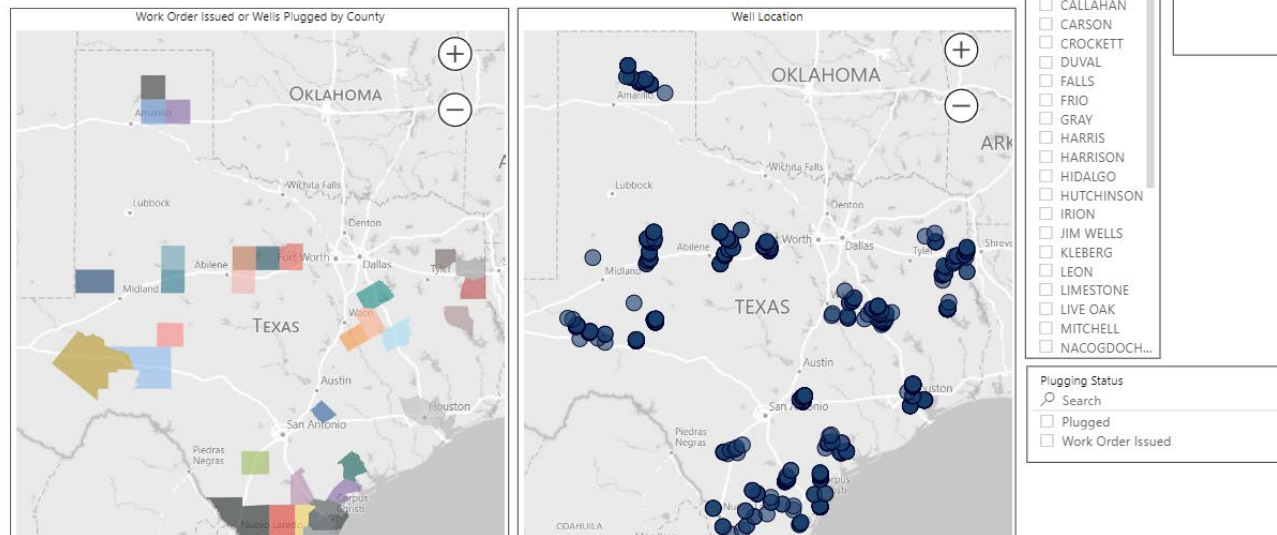 Work Order Issued or Wells Plugged by County
OKLAHOMA
Amarillo
Wichita Falls
Lubbock
Denton
Abilene
Fort Worth
Dallas
Tyler
Midland
Waco
TEXAS
Austin
Houston
San Antonio
Piedras
Negras
Corpus
Christi
Nuevo Laredo
Well Location
OKLAHOMA
Amarillo
ARK
Wichita Falls
Lubbock
Denton
Abilene
Worth
Dallas
Tyler
Shreve
Midland
TEXAS
Austin
San Antonio
Piedras
Negras
COAHUILA
CALLAHAN
CARSON
CROCKETT
DUVAL
FALLS
FRIO
GRAY
HARRIS
HARRISON
HIDALGO
HUTCHINSON
IRION
JIM WELLS
KLEBERG
LEON
LIMESTONE
LIVE OAK
MITCHELL
NACOGDOCH...
Plugging Status
Search
Plugged
Work Order Issued